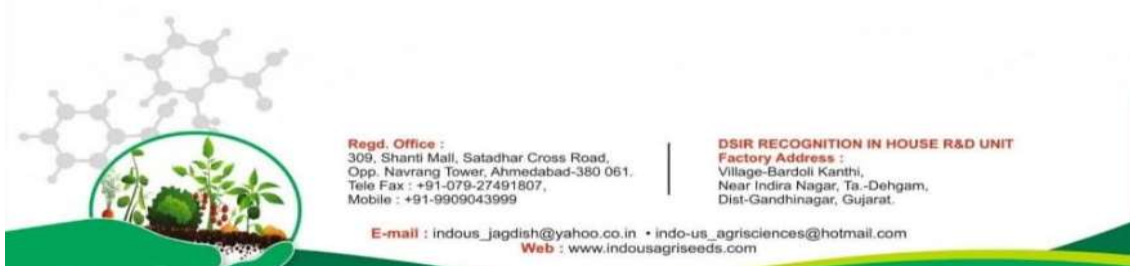 Regd. Office :
309, Shanti Mall, Satadhar Cross Road,
Opp. Navrang Tower, Ahmedabad-380 061.
Tele Fax : +91-079-27491807,
Mobile : +91-9909043999
DSIR RECOGNITION IN HOUSE R&D UNIT
Factory Address :
Village-Bardoli Kanthi,
Near Indira Nagar, Ta.-Dehgam,
Dist-Gandhinagar, Gujarat.
E-mail : indous_jagdish@yahoo.co.in • indo-us_agrisciences@hotmail.com
Web : www.indousagriseeds.com